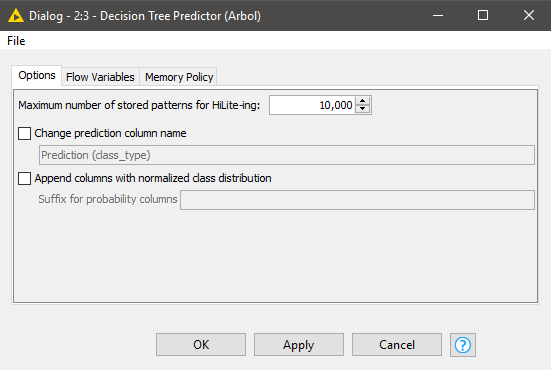 Dialog - 2:3 - Decision Tree Predictor (Arbol)
File
Options Flow Variables Memory Policy
Maximum number of stored patterns for HiLite-ing: 10,000
Change prediction column name
Prediction (class_type)
Append columns with normalized class distribution
Suffix for probability columns
OK Apply Cancel ?